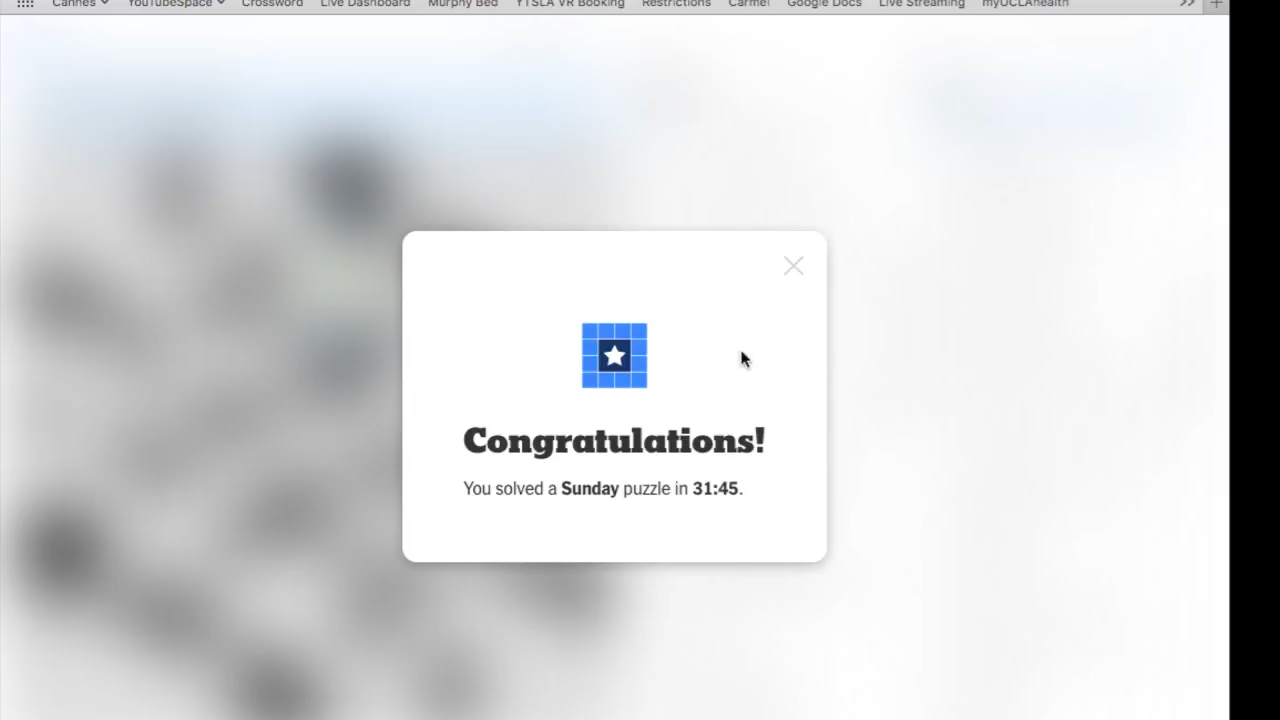 Cannes YouTubeSpace Crossword Live Dashboard Murphy Bed YTSLA VR Booking Restrictions Carmel Google Docs Live Streaming myUCLAhealth >> +
Congratulations!
You solved a Sunday puzzle in 31:45.